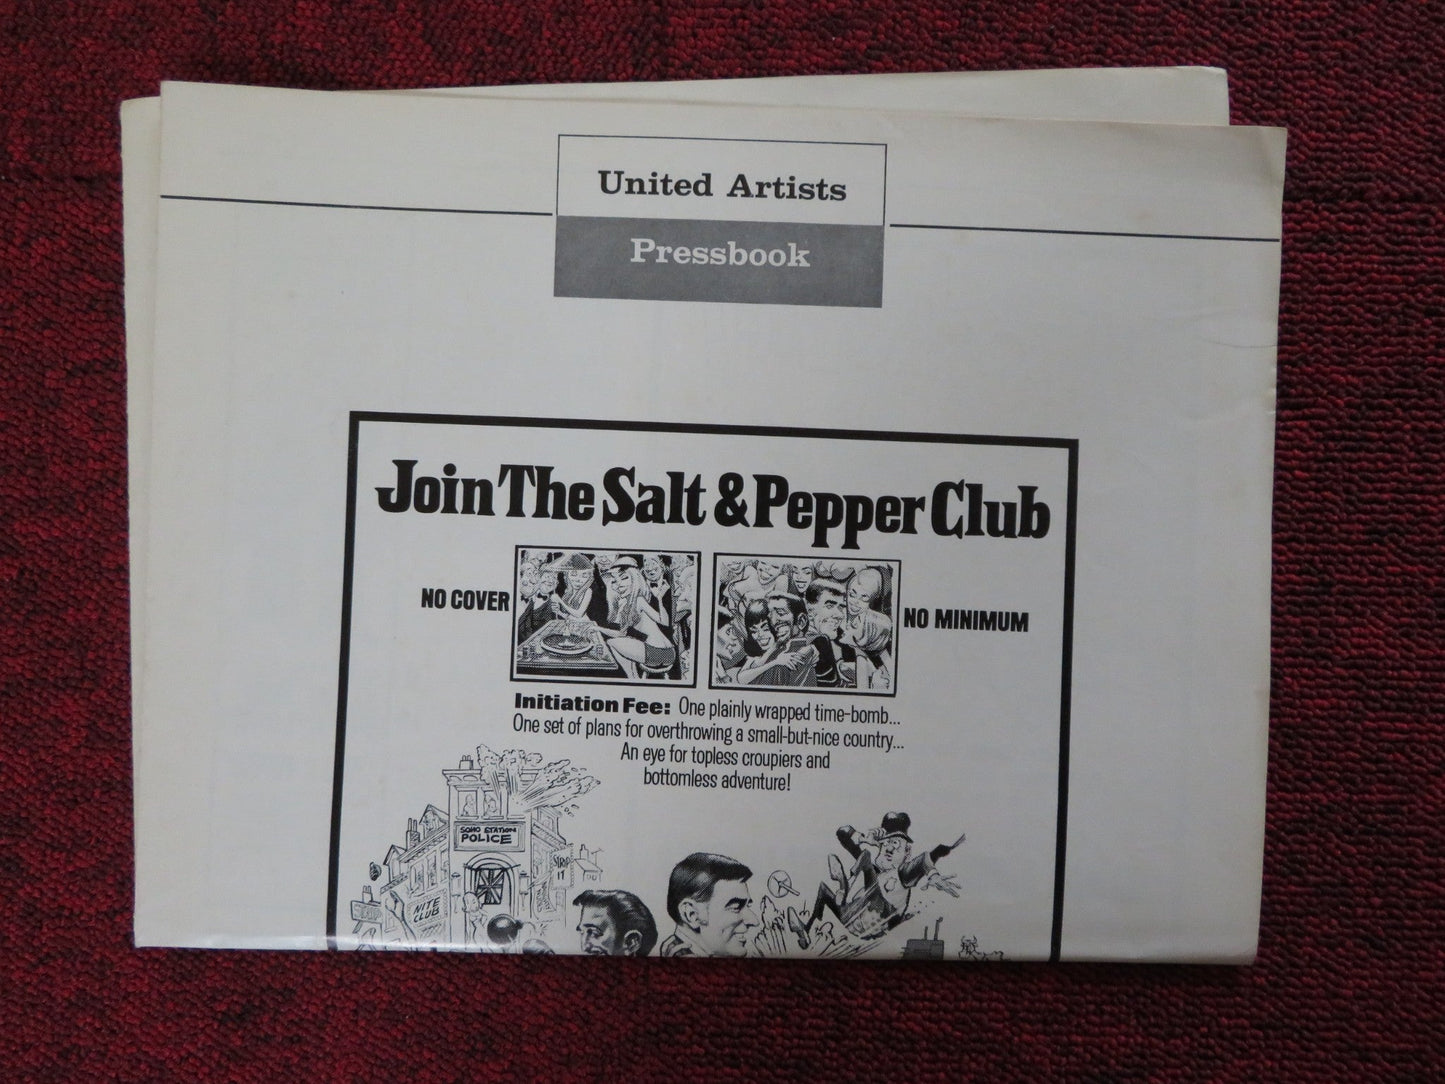 United Artists
Pressbook
Join The Salt & Pepper Club
NO COVER
NO MINIMUM
Initiation Fee: One plainly wrapped time-bomb...
One set of plans for overthrowing a small-but-nice country...
An eye for topless croupiers and
bottomless adventure!
SOHO STATION
POLICE
STRIP
IT
NITE
CLUB